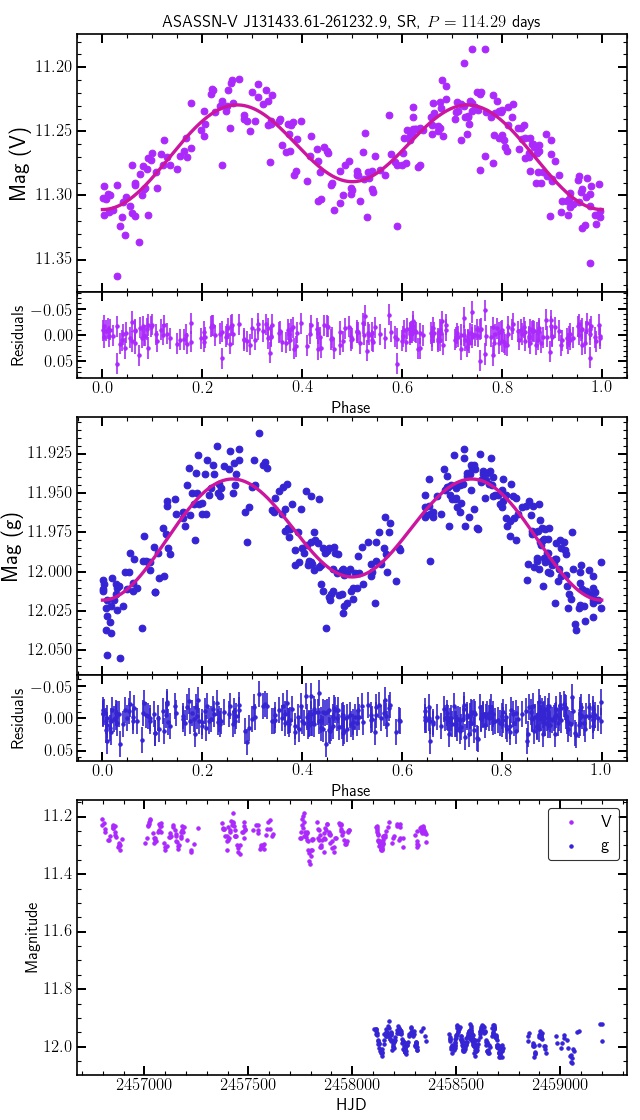 ASASSN-V J131433.61-261232.9, SR, P = 114.29 days
11.20
11.25
11.30
11.35
Mag (V)
−0.05
0.00
0.05
Residuals
0.0 0.2 0.4 0.6 0.8 1.0
Phase
11.925
11.950
11.975
12.000
12.025
12.050
Mag (g)
−0.05
0.00
0.05
Residuals
0.0 0.2 0.4 0.6 0.8 1.0
Phase
11.2
11.4
11.6
11.8
12.0
Magnitude
V
g
2457000 2457500 2458000 2458500 2459000
HJD